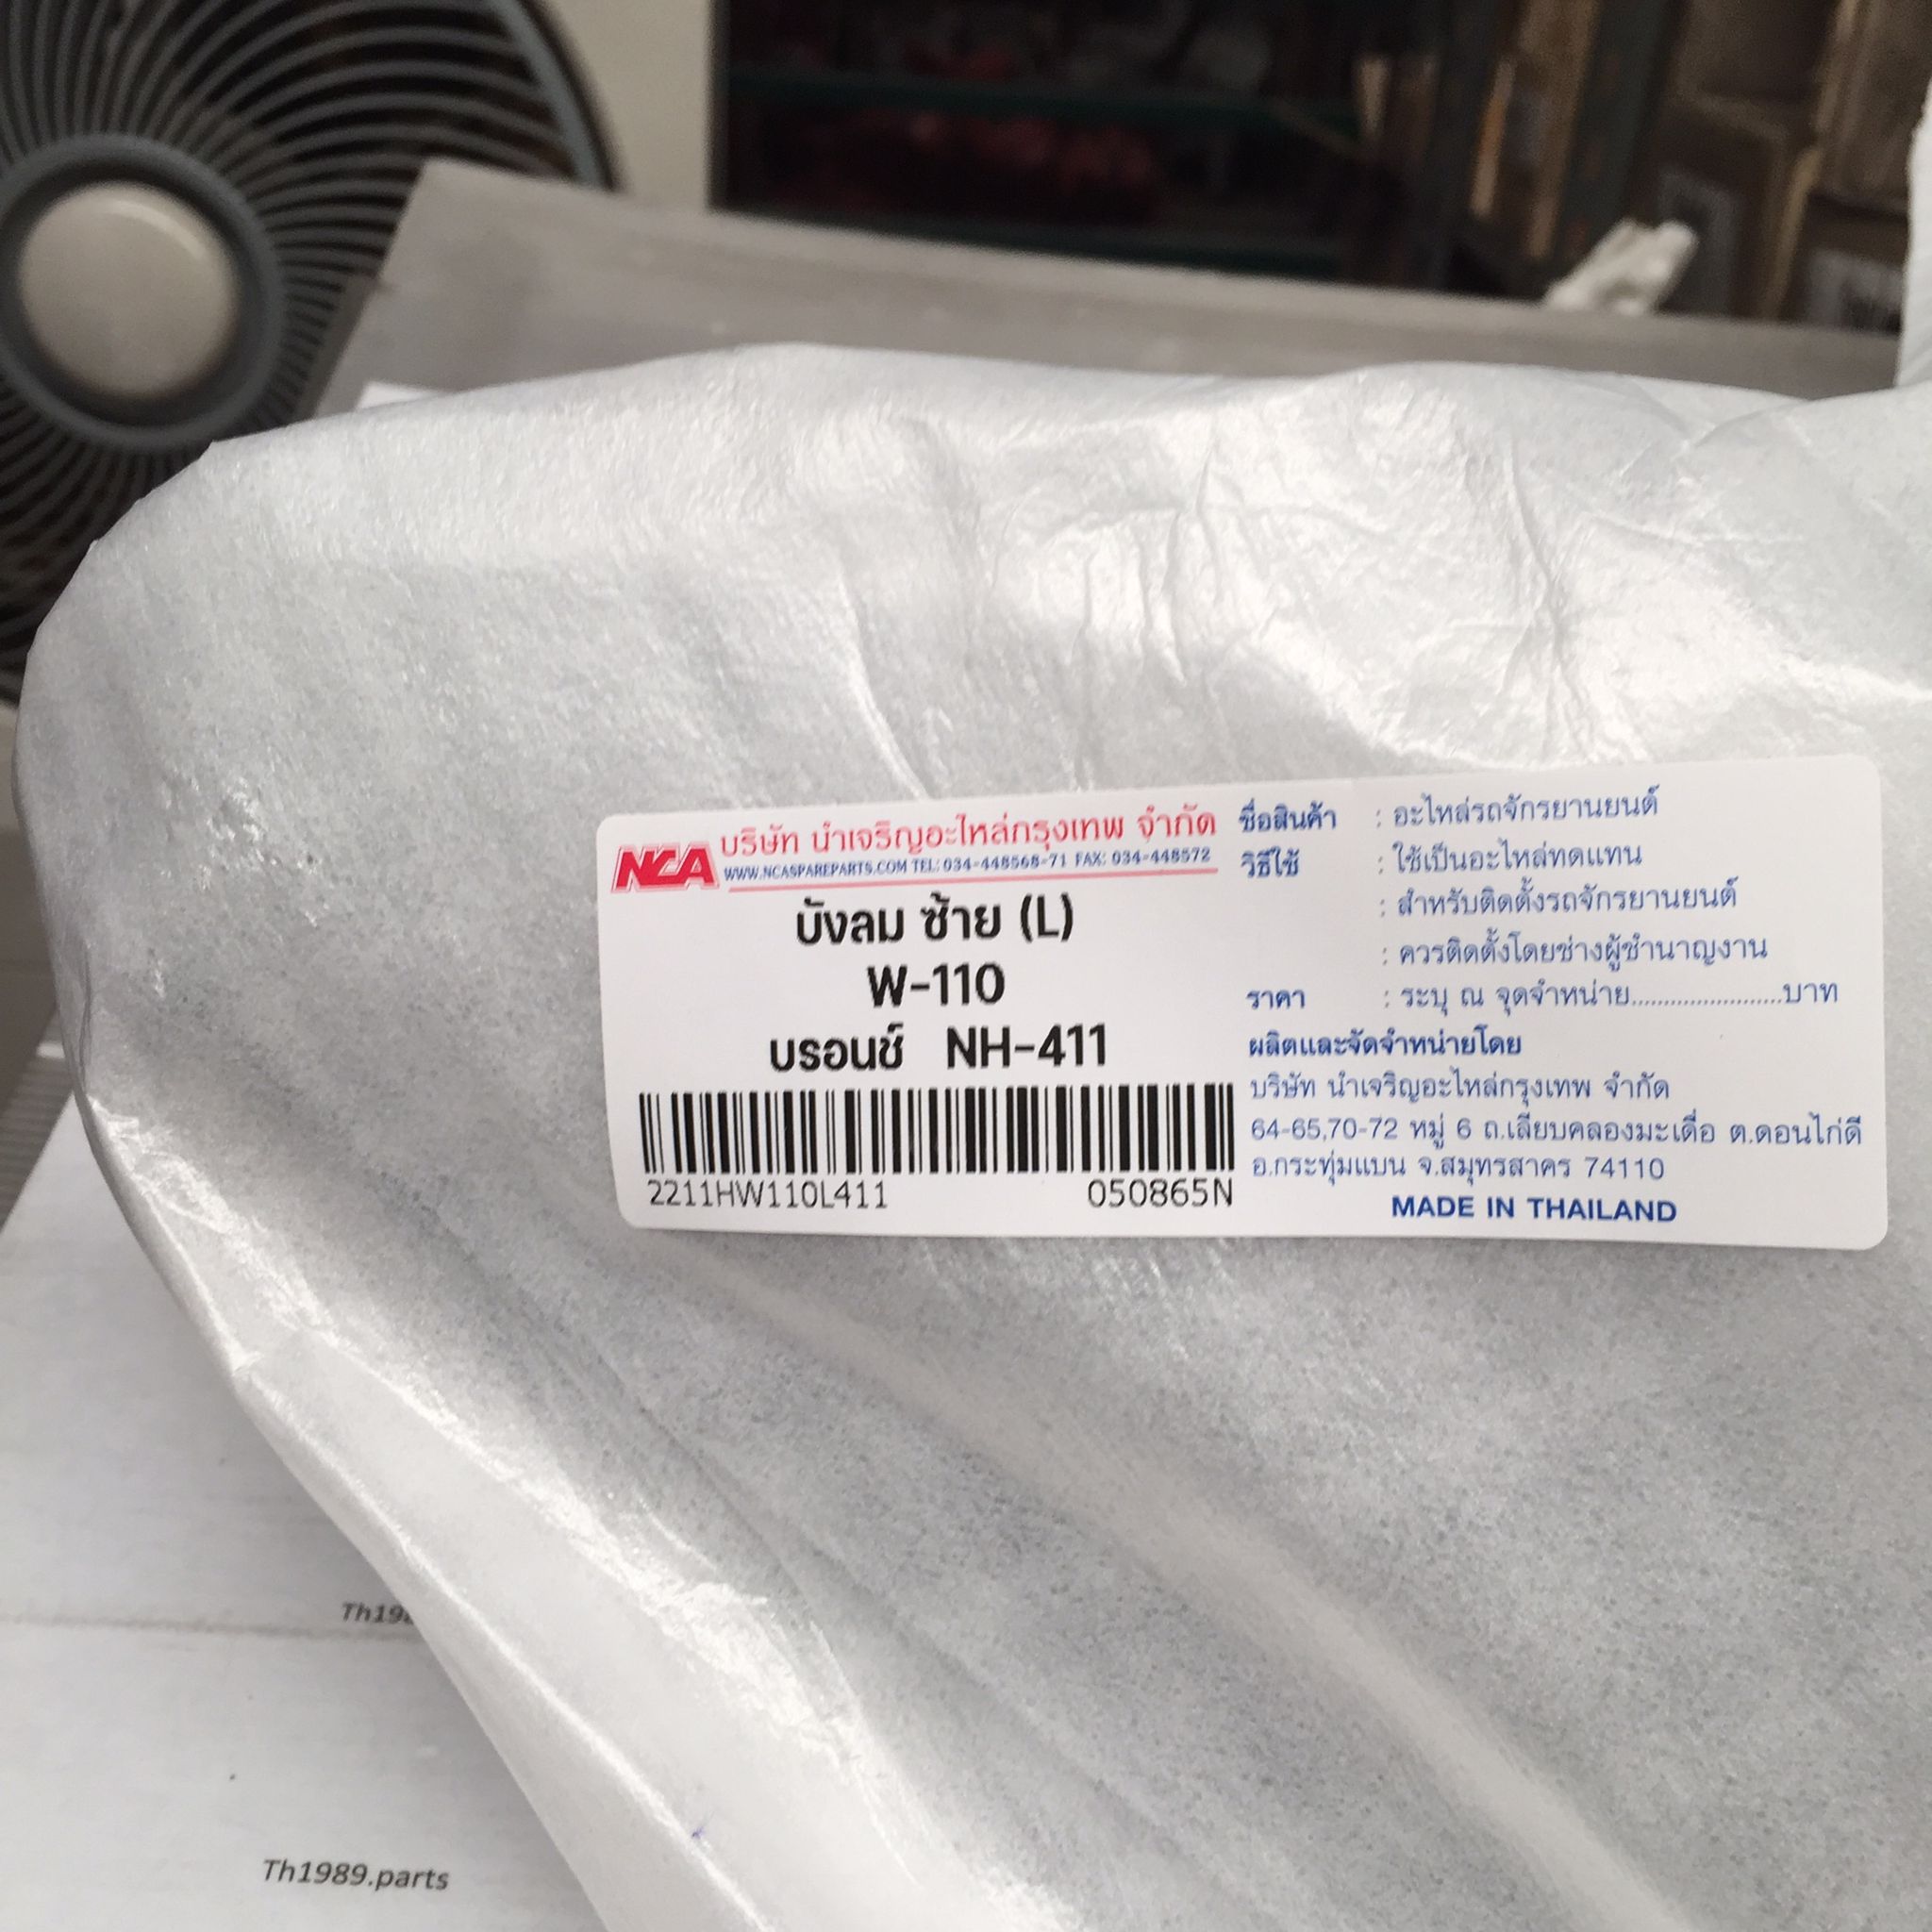 NCA บริษัท นำเจริญอะไหล่กรุงเทพ จำกัด
WWW.NCASPAREPARTS.COM TEL: 034-448568-71 FAX: 034-448572
บังลม ซ้าย (L)
W-110
บรอนซ์ NH-411
2211HW110L411 050865N
ชื่อสินค้า : อะไหล่รถจักรยานยนต์
วิธีใช้ : ใช้เป็นอะไหล่ทดแทน
: สำหรับติดตั้งรถจักรยานยนต์
: ควรติดตั้งโดยช่างผู้ชำนาญงาน
ราคา : ระบุ ณ จุดจำหน่าย.......................บาท
ผลิตและจัดจำหน่ายโดย
บริษัท นำเจริญอะไหล่กรุงเทพ จำกัด
64-65,70-72 หมู่ 6 ถ.เลียบคลองมะเดื่อ ต.ดอนไก่ดี
อ.กระทุ่มแบน จ.สมุทรสาคร 74110
MADE IN THAILAND
Th198
Th1989.parts